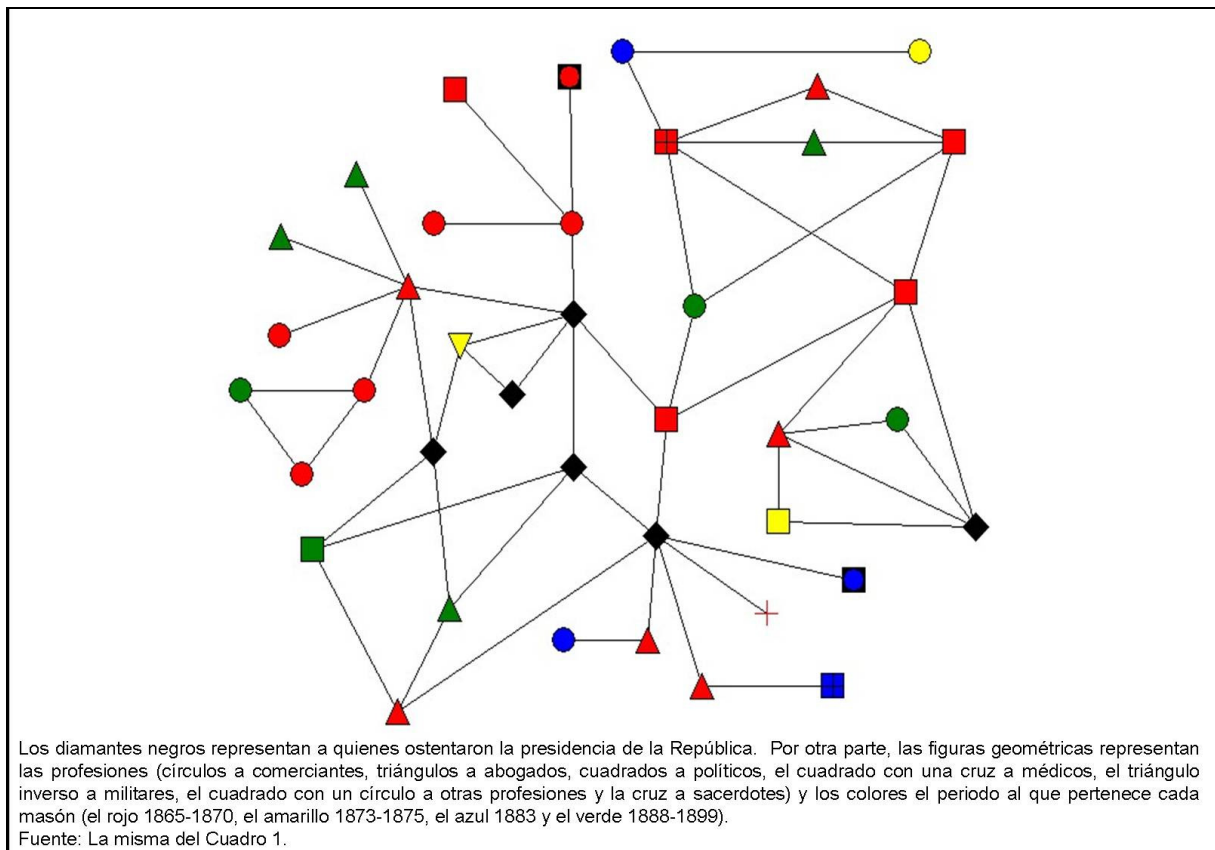 Los diamantes negros representan a quienes ostentaron la presidencia de la República. Por otra parte, las figuras geométricas representan
las profesiones (círculos a comerciantes, triángulos a abogados, cuadrados a políticos, el cuadrado con una cruz a médicos, el triángulo
inverso a militares, el cuadrado con un círculo a otras profesiones y la cruz a sacerdotes) y los colores el periodo al que pertenece cada
masón (el rojo 1865-1870, el amarillo 1873-1875, el azul 1883 y el verde 1888-1899).
Fuente: La misma del Cuadro 1.